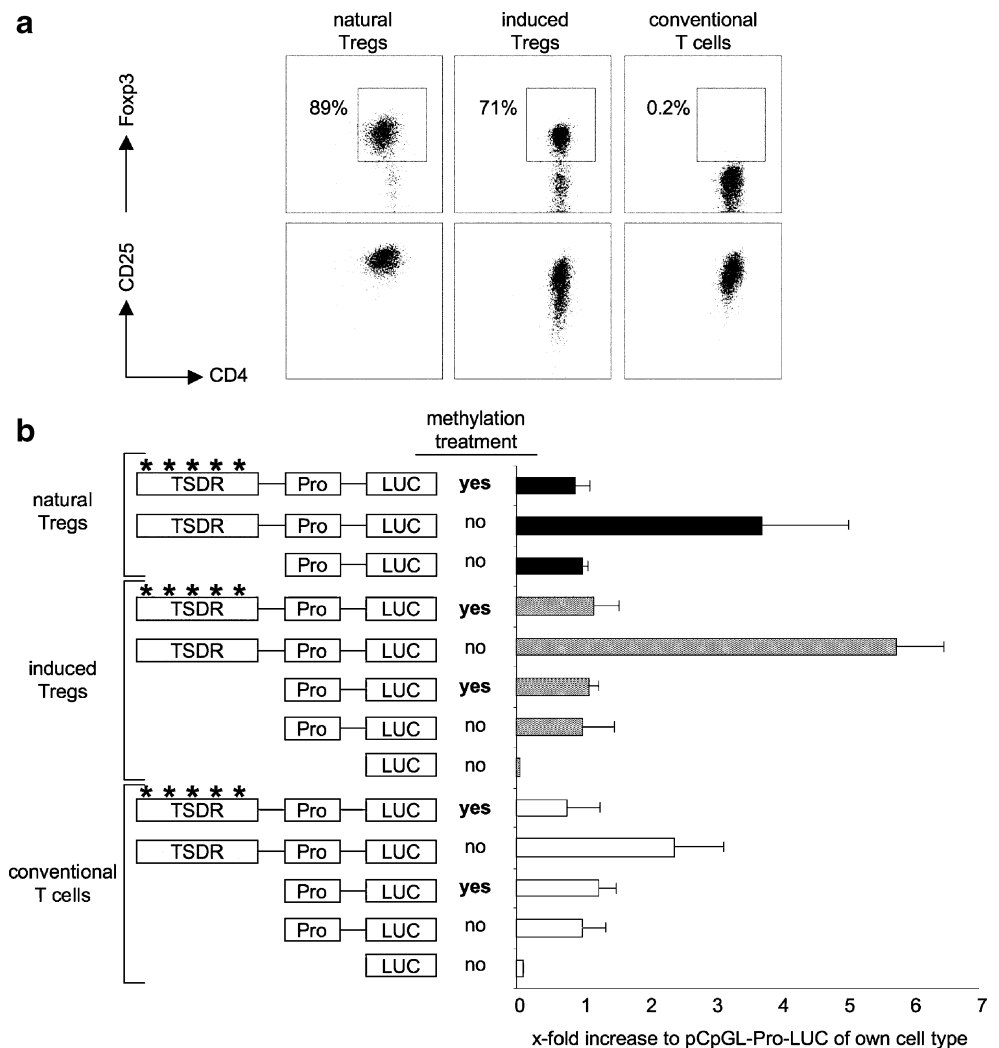 a
natural
Tregs
induced
Tregs
conventional
T cells
Foxp3
89%
71%
0.2%
CD25
CD4
b
methylation
treatment
natural
Tregs
* * * * *
TSDR Pro LUC yes
TSDR Pro LUC no
Pro LUC no
induced
Tregs
* * * * *
TSDR Pro LUC yes
TSDR Pro LUC no
Pro LUC yes
Pro LUC no
LUC no
conventional
T cells
* * * * *
TSDR Pro LUC yes
TSDR Pro LUC no
Pro LUC yes
Pro LUC no
LUC no
0 1 2 3 4 5 6 7
x-fold increase to pCpGL-Pro-LUC of own cell type